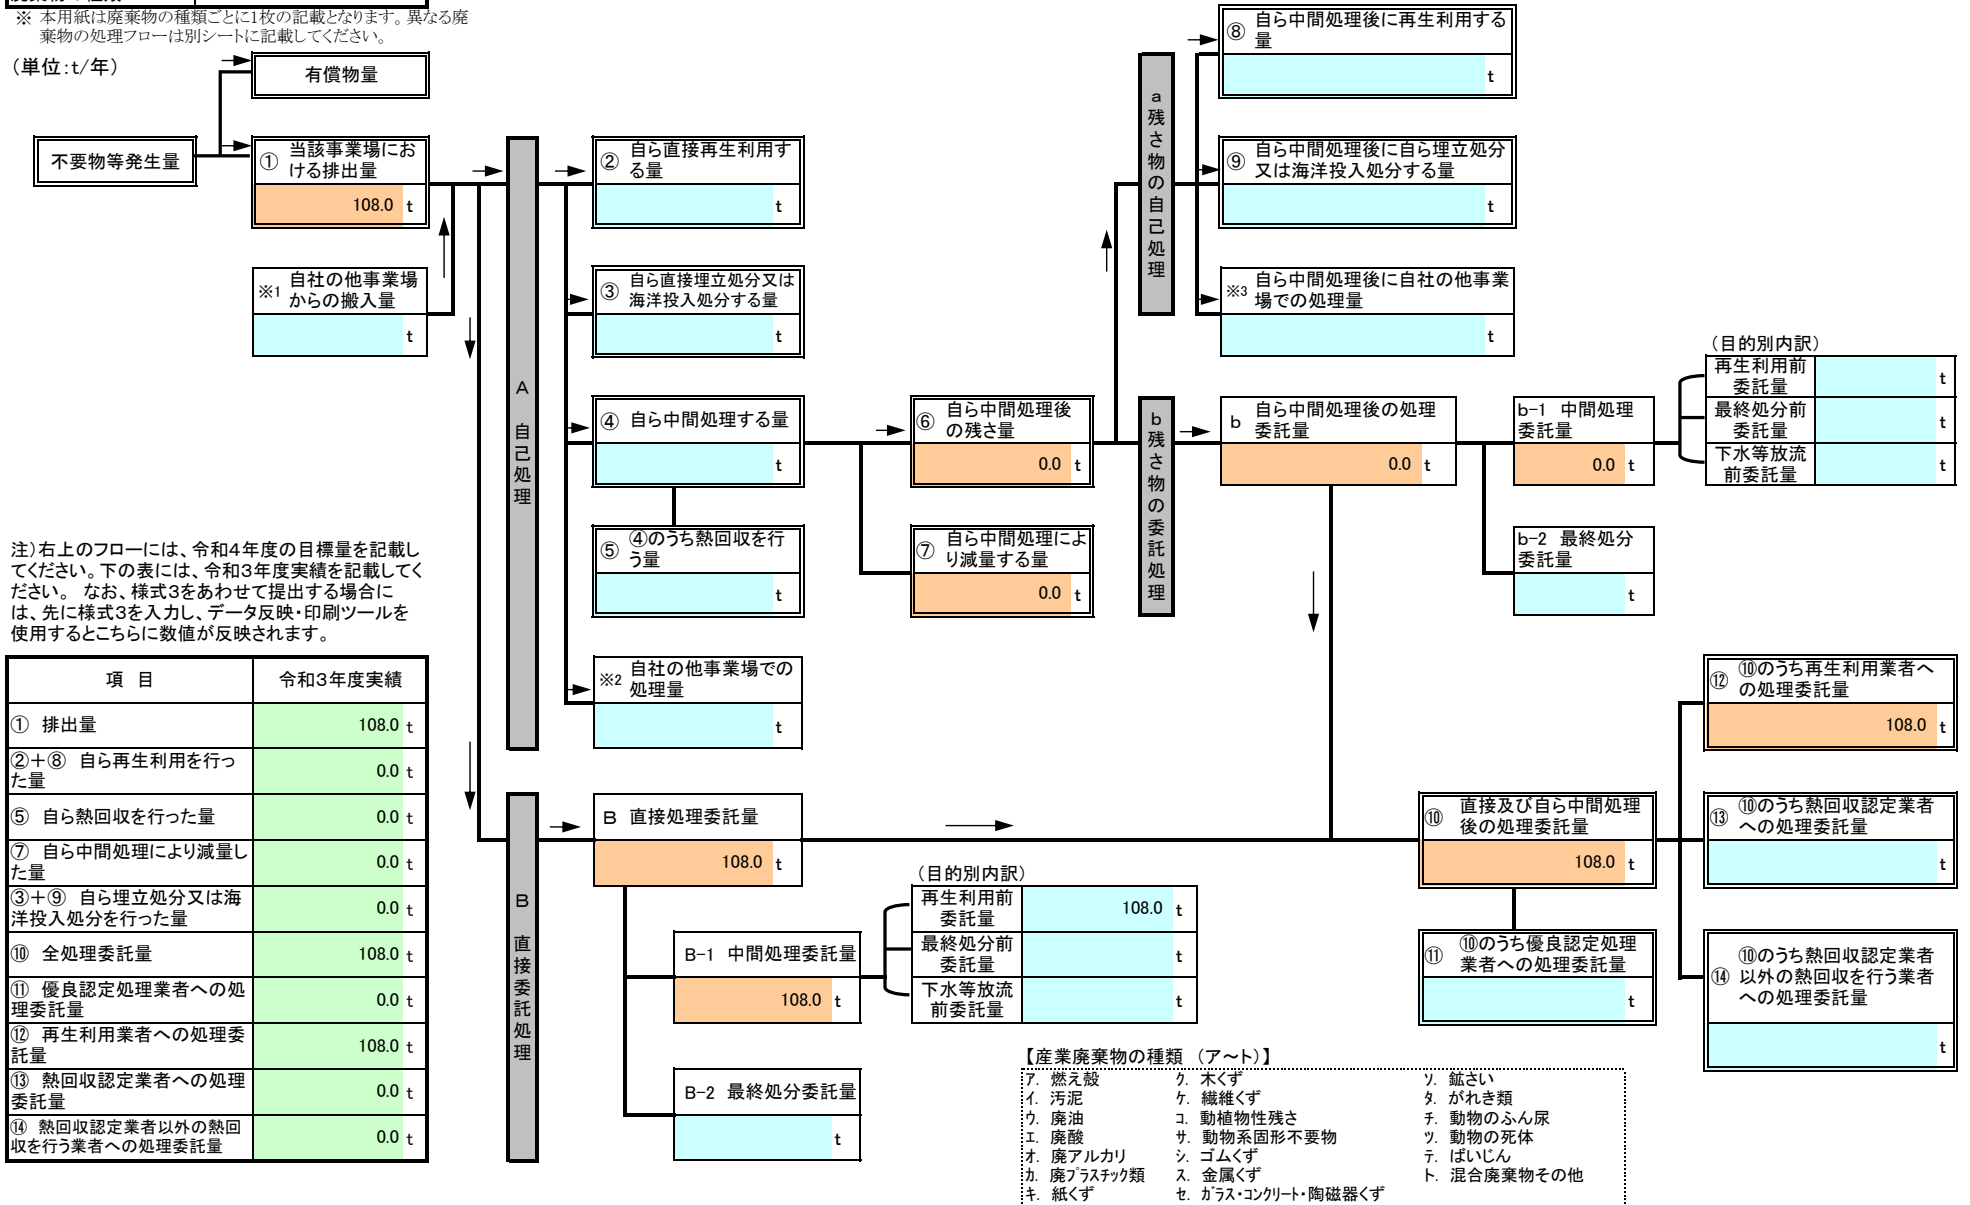 ※ 本用紙は廃棄物の種類ごとに1枚の記載となります。異なる廃
棄物の処理フローは別シートに記載してください。
（単位：t/年）
有償物量
不要物等発生量
① 当該事業場にお
ける排出量
108.0 t
※1 自社の他事業場
からの搬入量
t
A 自己処理
② 自ら直接再生利用す
る量
t
③ 自ら直接埋立処分又は
海洋投入処分する量
t
④ 自ら中間処理する量
t
⑤ ④のうち熱回収を行
う量
t
※2 自社の他事業場での
処理量
t
⑥ 自ら中間処理後
の残さ量
0.0 t
⑦ 自ら中間処理によ
り減量する量
0.0 t
a 残さ物の自己処理
⑧ 自ら中間処理後に再生利用する
量
t
⑨ 自ら中間処理後に自ら埋立処分
又は海洋投入処分する量
t
※3 自ら中間処理後に自社の他事業
場での処理量
t
b 残さ物の委託処理
b 自ら中間処理後の処理
委託量
0.0 t
b-1 中間処理
委託量
0.0 t
（目的別内訳）
再生利用前
委託量
t
最終処分前
委託量
t
下水等放流
前委託量
t
b-2 最終処分
委託量
t
注）右上のフローには、令和４年度の目標量を記載し
てください。下の表には、令和３年度実績を記載してく
ださい。 なお、様式３をあわせて提出する場合に
は、先に様式３を入力し、データ反映・印刷ツールを
使用するとこちらに数値が反映されます。
項 目 令和３年度実績
① 排出量 108.0 t
②＋⑧ 自ら再生利用を行っ
た量 0.0 t
⑤ 自ら熱回収を行った量 0.0 t
⑦ 自ら中間処理により減量し
た量 0.0 t
③＋⑨ 自ら埋立処分又は海
洋投入処分を行った量 0.0 t
⑩ 全処理委託量 108.0 t
⑪ 優良認定処理業者への処
理委託量 0.0 t
⑫ 再生利用業者への処理委
託量 108.0 t
⑬ 熱回収認定業者への処理
委託量 0.0 t
⑭ 熱回収認定業者以外の熱回
収を行う業者への処理委託量 0.0 t
B 直接委託処理
B 直接処理委託量
108.0 t
B-1 中間処理委託量
108.0 t
（目的別内訳）
再生利用前
委託量
108.0 t
最終処分前
委託量
t
下水等放流
前委託量
t
B-2 最終処分委託量
t
⑩ 直接及び自ら中間処理
後の処理委託量
108.0 t
⑪ ⑩のうち優良認定処理
業者への処理委託量
t
⑫ ⑩のうち再生利用業者へ
の処理委託量
108.0 t
⑬ ⑩のうち熱回収認定業者
への処理委託量
t
⑭ ⑩のうち熱回収認定業者
以外の熱回収を行う業者
への処理委託量
t
【産業廃棄物の種類 （ア～ト）】
ア. 燃え殻
イ. 汚泥
ウ. 廃油
エ. 廃酸
オ. 廃アルカリ
カ. 廃プラスチック類
キ. 紙くず
ク. 木くず
ケ. 繊維くず
コ. 動植物性残さ
サ. 動物系固形不要物
シ. ゴムくず
ス. 金属くず
セ. ガラス・コンクリート・陶磁器くず
ソ. 鉱さい
タ. がれき類
チ. 動物のふん尿
ツ. 動物の死体
テ. ばいじん
ト. 混合廃棄物その他